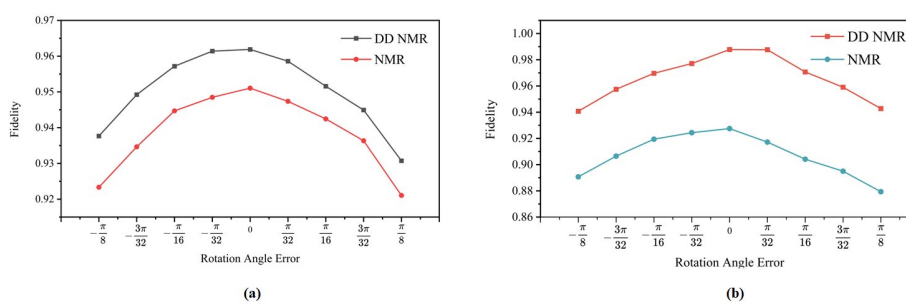 0.97
0.96
0.95
0.94
0.93
0.92
Fidelity
DD NMR
NMR
-π/8
-3π/32
-π/16
-π/32
0
π/32
π/16
3π/32
π/8
Rotation Angle Error
(a)
1.00
0.98
0.96
0.94
0.92
0.90
0.88
0.86
Fidelity
DD NMR
NMR
-π/8
-3π/32
-π/16
-π/32
0
π/32
π/16
3π/32
π/8
Rotation Angle Error
(b)